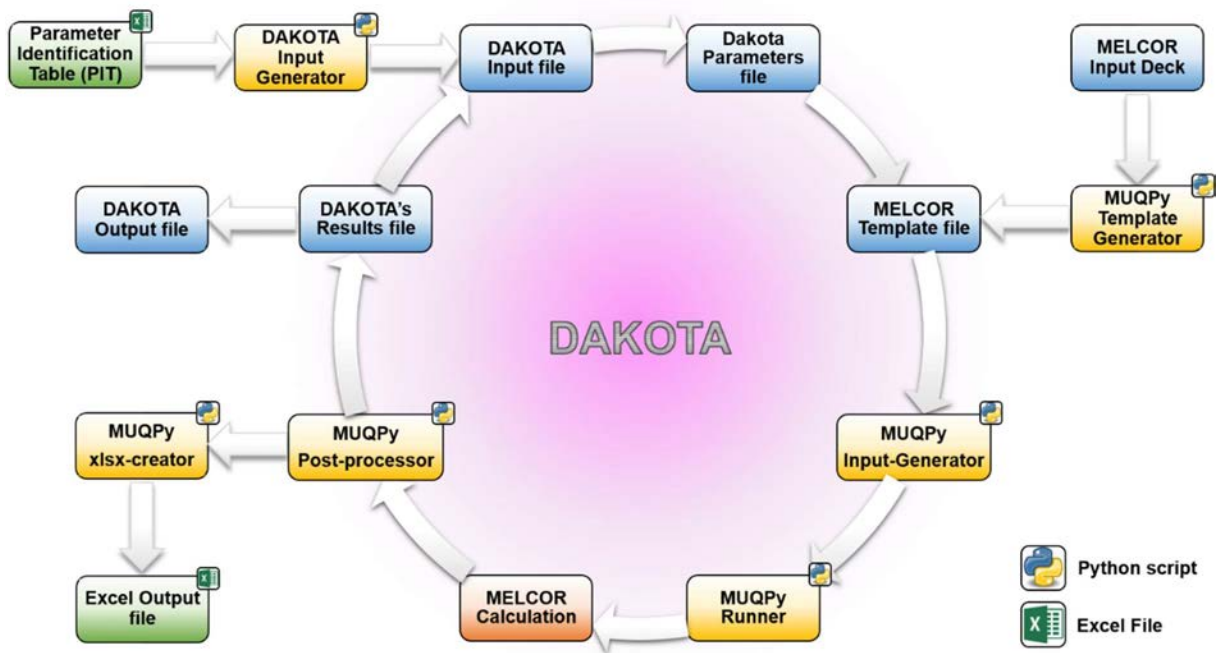 Parameter
Identification
Table (PIT)
DAKOTA
Input
Generator
DAKOTA
Input file
Dakota
Parameters
file
MELCOR
Input Deck
DAKOTA
Output file
DAKOTA's
Results file
MELCOR
Template file
MUQPy
Template
Generator
DAKOTA
MUQPy
xlsx-creator
MUQPy
Post-processor
MUQPy
Input-Generator
Excel Output
file
MELCOR
Calculation
MUQPy
Runner
Python script
X
Excel File